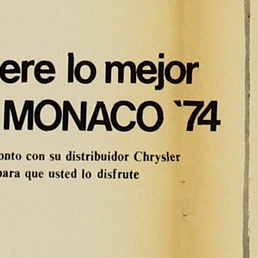 ere lo mejor
MONACO `74
onto con su distribuidor Chrysler
para que usted lo disfrute